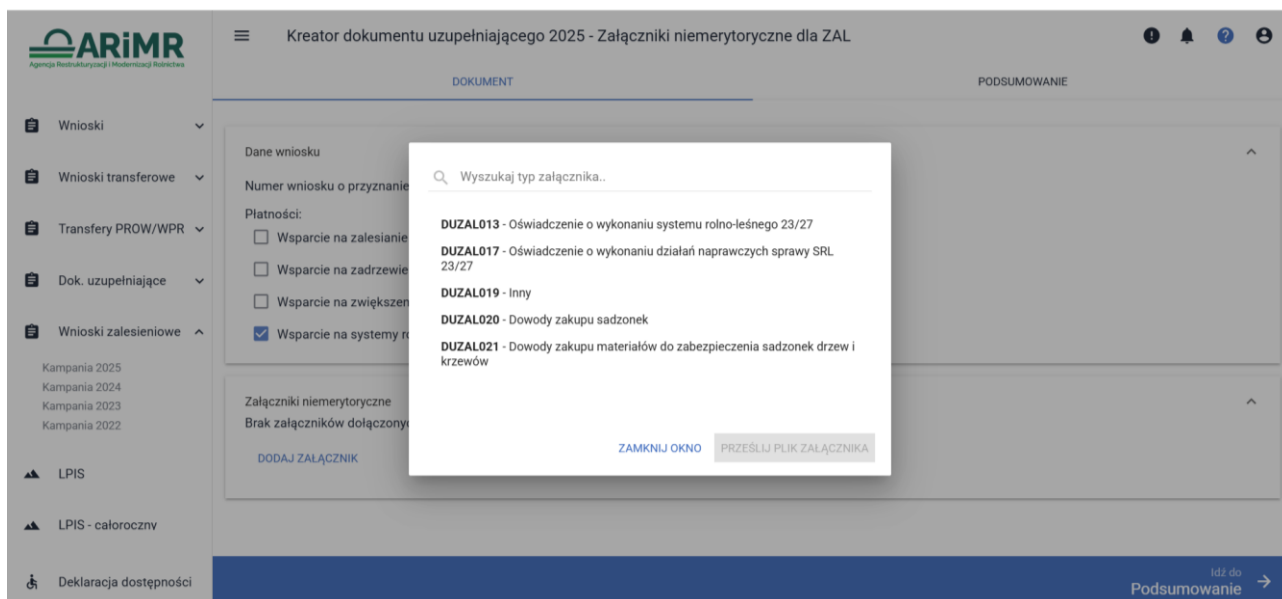 ARiMR
Agencja Restrukturyzacji i Modernizacji Rolnictwa
Kreator dokumentu uzupełniającego 2025 - Załączniki niemerytoryczne dla ZAL
DOKUMENT
PODSUMOWANIE
Wnioski
Wnioski transferowe
Transfery PROW/WPR
Dok. uzupełniające
Wnioski zalesieniowe
Kampania 2025
Kampania 2024
Kampania 2023
Kampania 2022
LPIS
LPIS - całoroczny
Deklaracja dostępności
Dane wniosku
Numer wniosku o przyznanie
Płatności:
Wsparcie na zalesianie
Wsparcie na zadrzewie
Wsparcie na zwiększen
Wsparcie na systemy ro
Załączniki niemerytoryczne
Brak załączników dołączony
DODAJ ZAŁĄCZNIK
Wyszukaj typ załącznika..
DUZAL013 - Oświadczenie o wykonaniu systemu rolno-leśnego 23/27
DUZAL017 - Oświadczenie o wykonaniu działań naprawczych sprawy SRL
23/27
DUZAL019 - Inny
DUZAL020 - Dowody zakupu sadzonek
DUZAL021 - Dowody zakupu materiałów do zabezpieczenia sadzonek drzew i
krzewów
ZAMKNIJ OKNO
PRZEŚLIJ PLIK ZAŁĄCZNIKA
Idź do
Podsumowanie